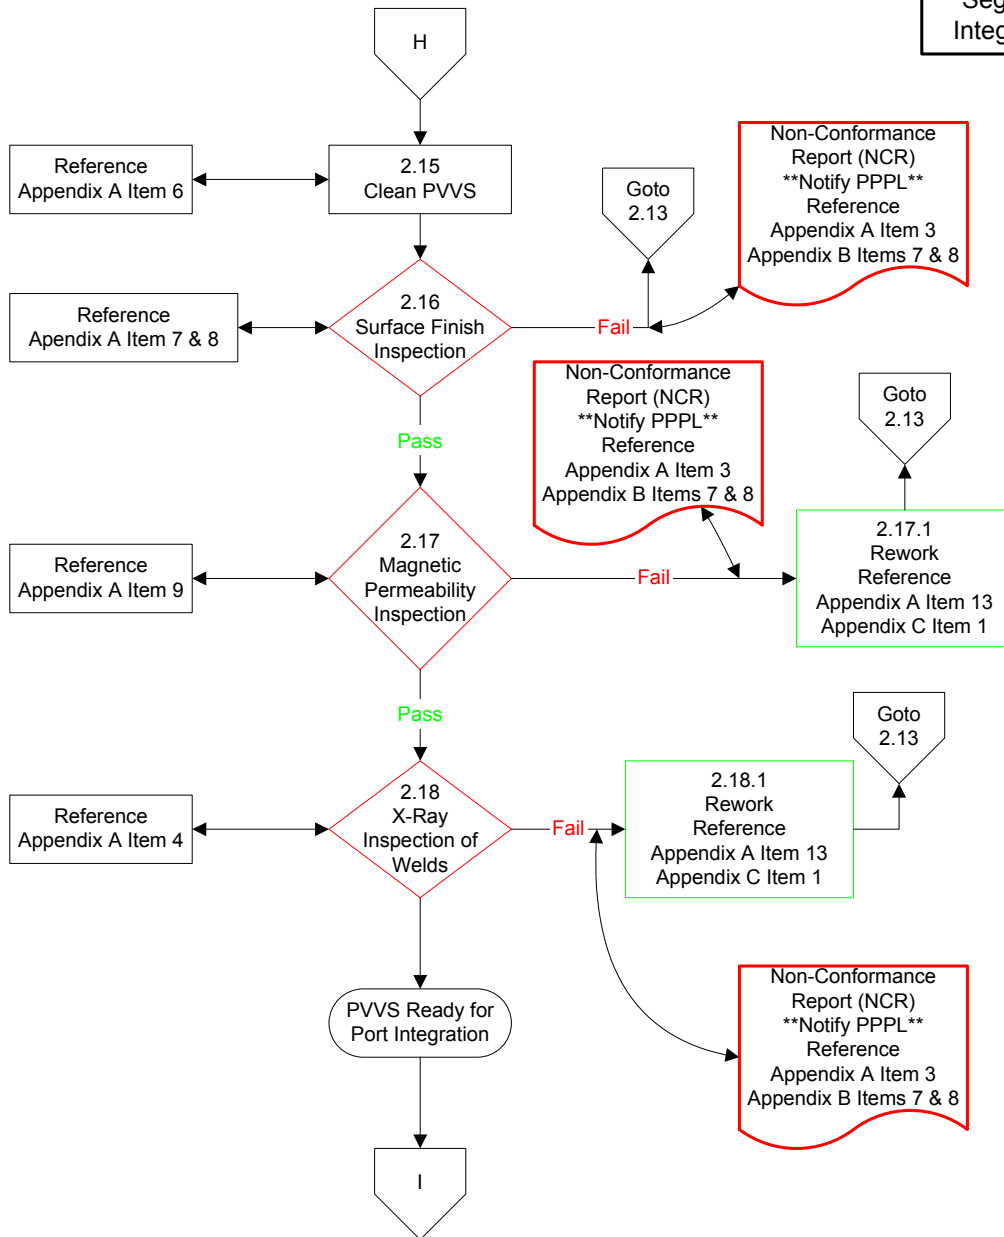 Seg
Integ
H
Reference
Appendix A Item 6
2.15
Clean PVVS
Goto
2.13
Non-Conformance
Report (NCR)
**Notify PPPL**
Reference
Appendix A Item 3
Appendix B Items 7 & 8
Reference
Apendix A Item 7 & 8
2.16
Surface Finish
Inspection
Fail
Pass
Non-Conformance
Report (NCR)
**Notify PPPL**
Reference
Appendix A Item 3
Appendix B Items 7 & 8
Goto
2.13
Reference
Appendix A Item 9
2.17
Magnetic
Permeability
Inspection
Fail
2.17.1
Rework
Reference
Appendix A Item 13
Appendix C Item 1
Pass
Goto
2.13
Reference
Appendix A Item 4
2.18
X-Ray
Inspection of
Welds
Fail
2.18.1
Rework
Reference
Appendix A Item 13
Appendix C Item 1
PVVS Ready for
Port Integration
Non-Conformance
Report (NCR)
**Notify PPPL**
Reference
Appendix A Item 3
Appendix B Items 7 & 8
I